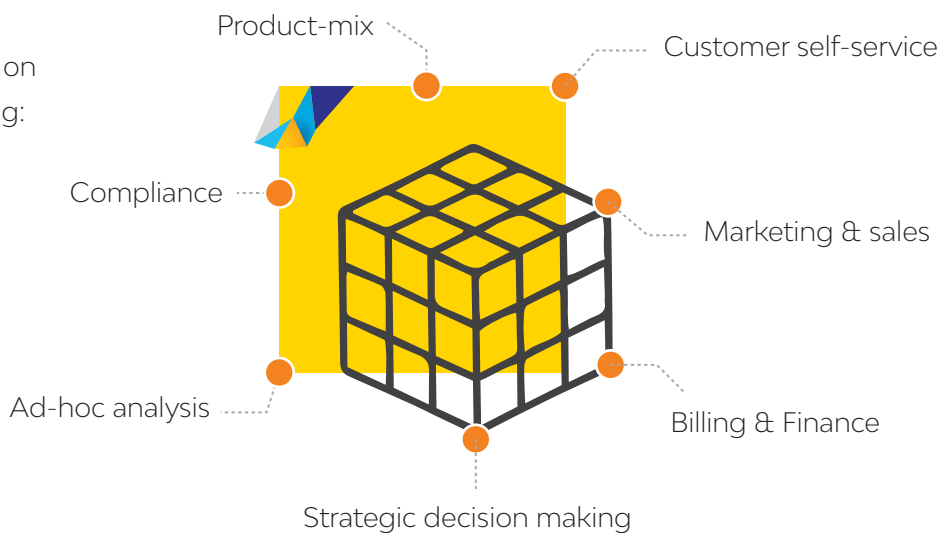 Product-mix
Customer self-service
on
g:
Compliance
Marketing & sales
Ad-hoc analysis
Billing & Finance
Strategic decision making